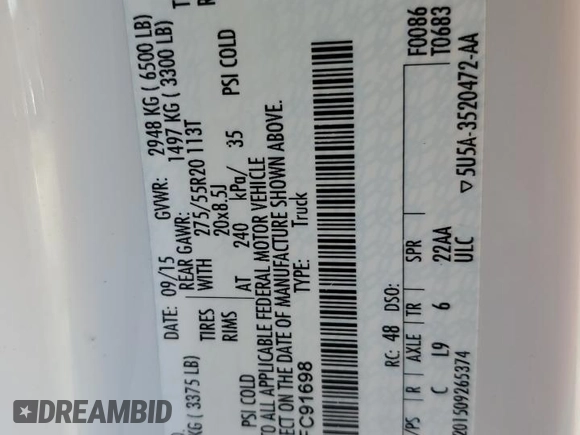 DATE: 09/15 GVWR: 2948 KG ( 6500 LB)
REAR GAWR: 1497 KG ( 3300 LB)
KG ( 3375 LB) WITH 275/55R20 113T
TIRES
RIMS 20x8.5J
PSI COLD AT 240 kPa/ 35 PSI COLD
TO ALL APPLICABLE FEDERAL MOTOR VEHICLE
ECT ON THE DATE OF MANUFACTURE SHOWN ABOVE.
FC91698 TYPE: Truck
F0086
T0683
RC: 48 DSO:
/PS R AXLE TR SPR
C L9 6 22AA
ULC
201509265374 ▽5U5A-3520472-AA
DREAMBID